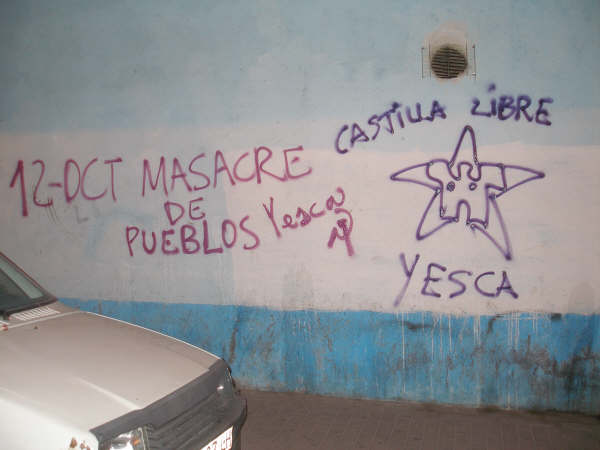 12-OCT MASACRE
DE
PUEBLOS Yesca
CASTILLA LIBRE
YESCA